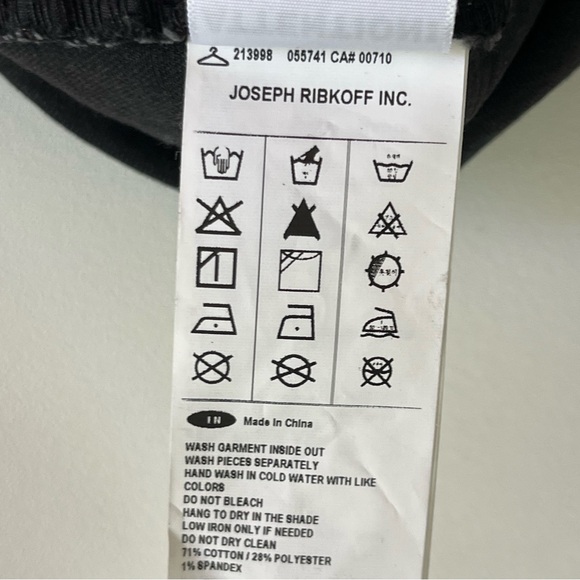 213998 055741 CA# 00710
JOSEPH RIBKOFF INC.
IN Made in China
WASH GARMENT INSIDE OUT
WASH PIECES SEPARATELY
HAND WASH IN COLD WATER WITH LIKE
COLORS
DO NOT BLEACH
HANG TO DRY IN THE SHADE
LOW IRON ONLY IF NEEDED
DO NOT DRY CLEAN
71% COTTON / 28% POLYESTER
1% SPANDEX